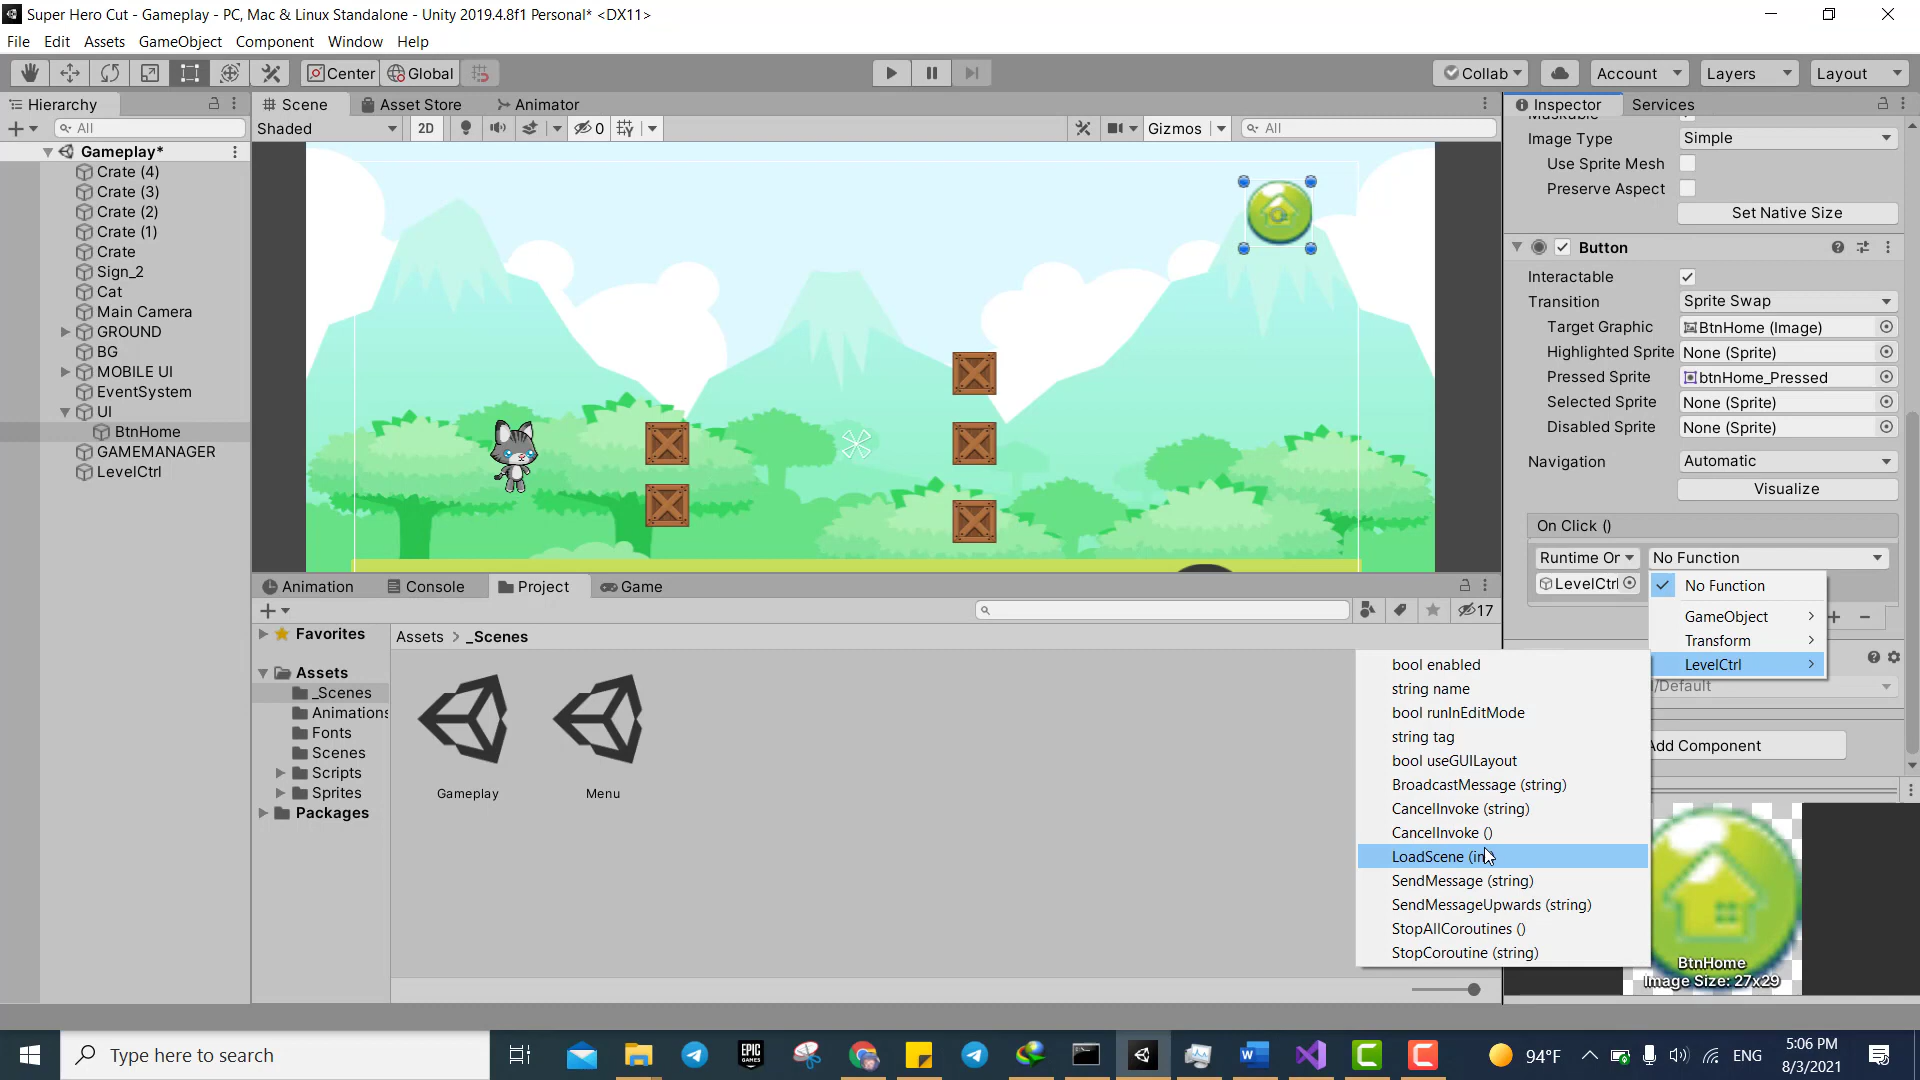 Super Hero Cut - Gameplay - PC, Mac & Linux Standalone - Unity 2019.4.8f1 Personal* <DX11>
File Edit Assets GameObject Component Window Help
Center Global Collab Account Layers Layout
Hierarchy
All
Gameplay*
Crate (4)
Crate (3)
Crate (2)
Crate (1)
Crate
Sign_2
Cat
Main Camera
GROUND
BG
MOBILE UI
EventSystem
UI
BtnHome
GAMEMANAGER
LevelCtrl
Scene Asset Store Animator
Shaded 2D 0 Gizmos All
Animation Console Project Game
17
Favorites
Assets
_Scenes
Animations
Fonts
Scenes
Scripts
Sprites
Packages
Assets > _Scenes
Gameplay
Menu
Inspector Services
Image Type Simple
Use Sprite Mesh
Preserve Aspect
Set Native Size
Button
Interactable
Transition Sprite Swap
Target Graphic BtnHome (Image)
Highlighted Sprite None (Sprite)
Pressed Sprite btnHome_Pressed
Selected Sprite None (Sprite)
Disabled Sprite None (Sprite)
Navigation Automatic
Visualize
On Click ()
Runtime Or No Function
LevelCtrl
No Function
GameObject
Transform
LevelCtrl
/Default
Add Component
bool enabled
string name
bool runInEditMode
string tag
bool useGUILayout
BroadcastMessage (string)
CancelInvoke (string)
CancelInvoke ()
LoadScene (in
SendMessage (string)
SendMessageUpwards (string)
StopAllCoroutines ()
StopCoroutine (string)
BtnHome
Image Size: 27x29
Type here to search
EPIC GAMES
94°F
ENG
5:06 PM
8/3/2021